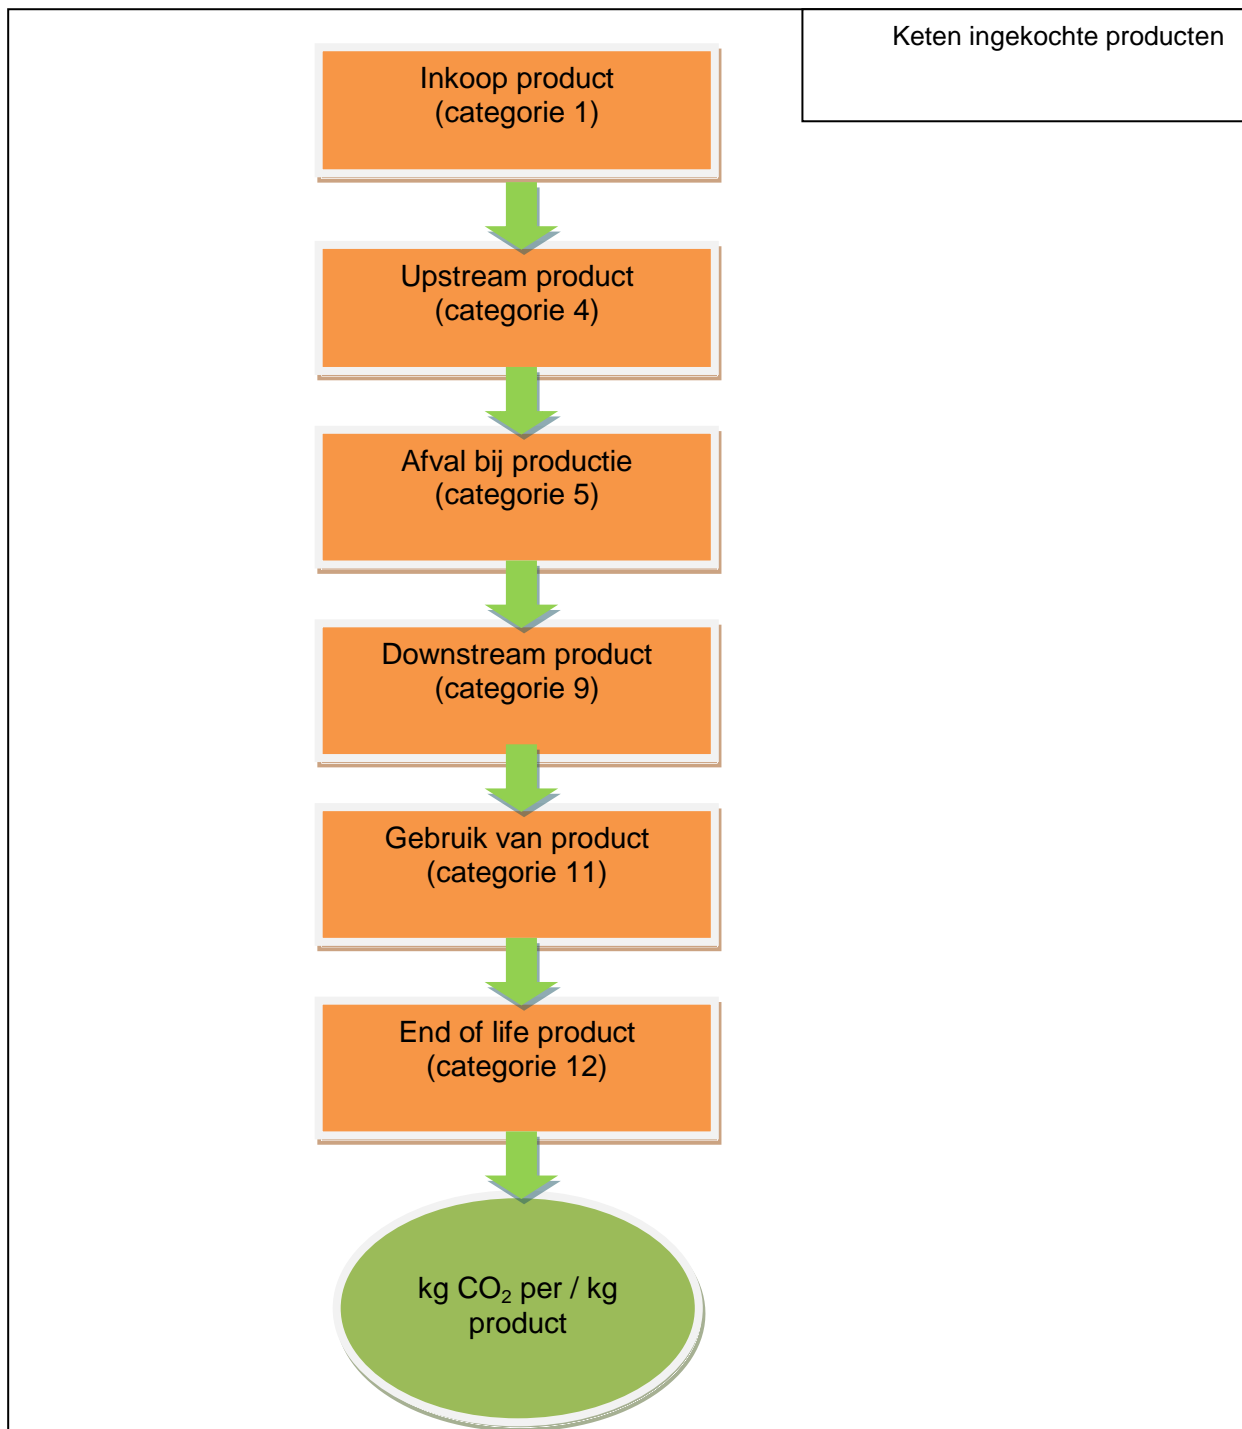 Keten ingekochte producten
Inkoop product
(categorie 1)
Upstream product
(categorie 4)
Afval bij productie
(categorie 5)
Downstream product
(categorie 9)
Gebruik van product
(categorie 11)
End of life product
(categorie 12)
kg CO₂ per / kg
product